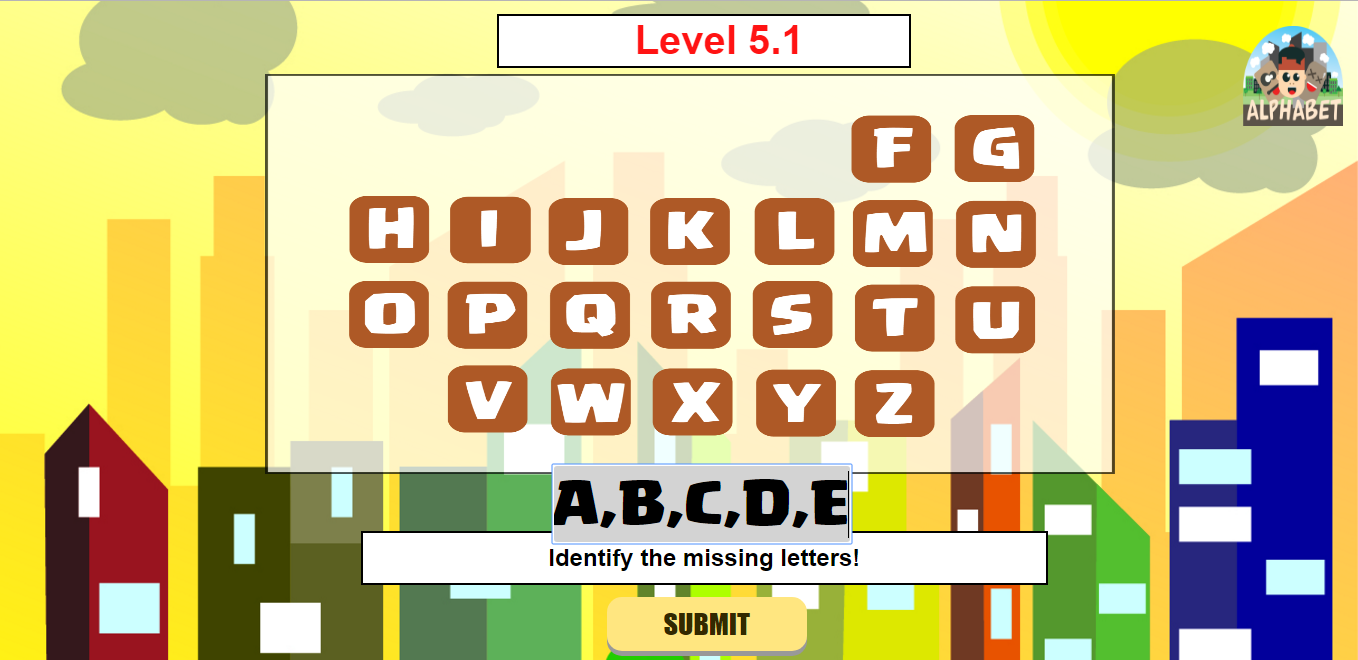 Level 5.1
ALPHABET
F G
H I J K L M N
O P Q R S T U
V W X Y Z
A,B,C,D,E
Identify the missing letters!
SUBMIT